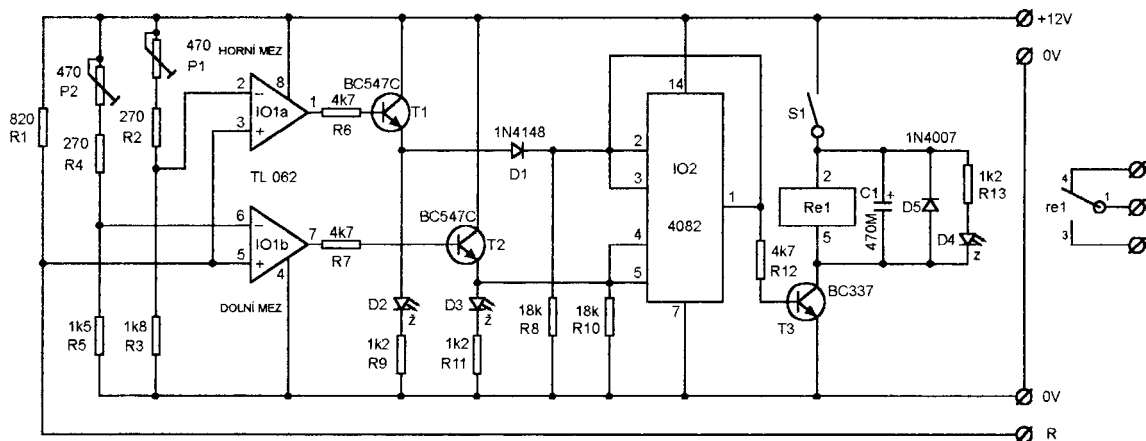 +12V
0V
470
P2
470
P1
HORNÍ MEZ
820
R1
270
R4
270
R2
2
3
8
IO1a
1
4k7
R6
BC547C
T1
TL 062
6
5
IO1b
7
4
4k7
R7
BC547C
T2
DOLNÍ MEZ
1k5
R5
1k8
R3
1N4148
D1
D2
ž
D3
ž
1k2
R9
1k2
R11
18k
R8
18k
R10
14
2
3
IO2
4082
4
5
1
7
4k7
R12
S1
1N4007
2
Re1
5
C1
+
470M
D5
1k2
R13
D4
z
BC337
T3
4
re1
1
3
0V
R